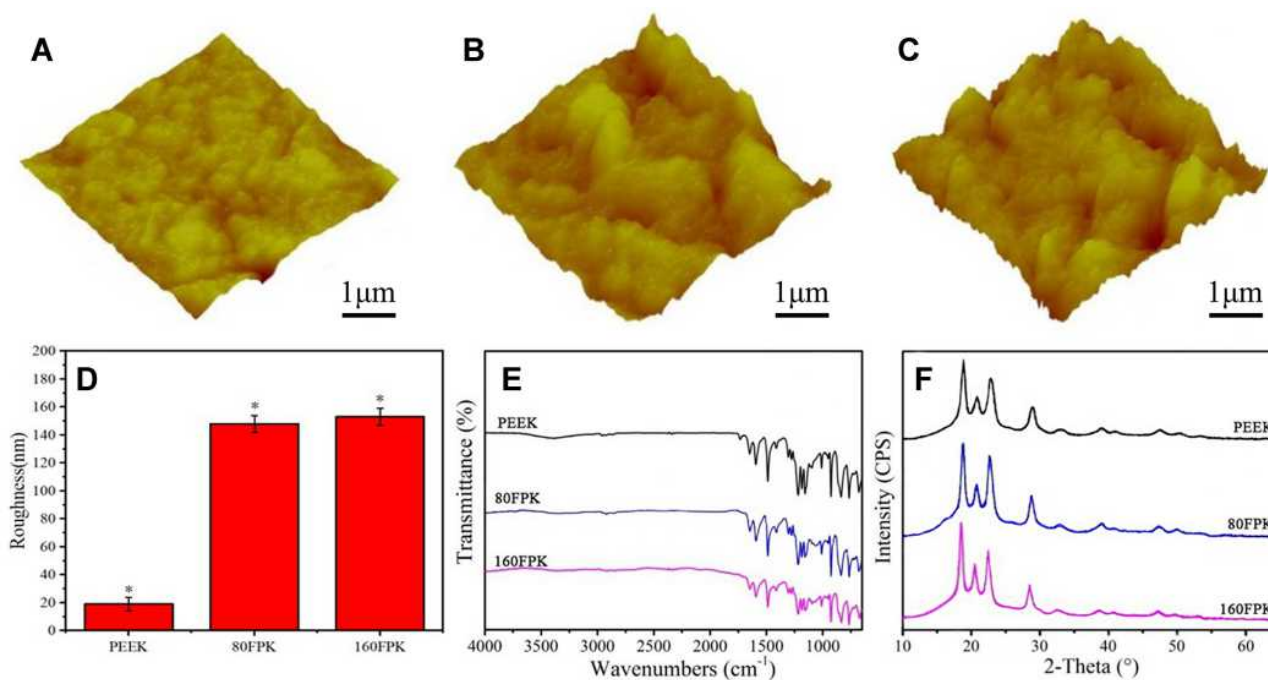 A
B
C
1μm
1μm
1μm
D
Roughness(nm)
200
180
160
140
120
100
80
60
40
20
0
*
*
*
PEEK
80FPK
160FPK
E
Transmittance (%)
PEEK
80FPK
160FPK
4000
3500
3000
2500
2000
1500
1000
Wavenumbers (cm⁻¹)
F
Intensity (CPS)
PEEK
80FPK
160FPK
10
20
30
40
50
60
2-Theta (°)